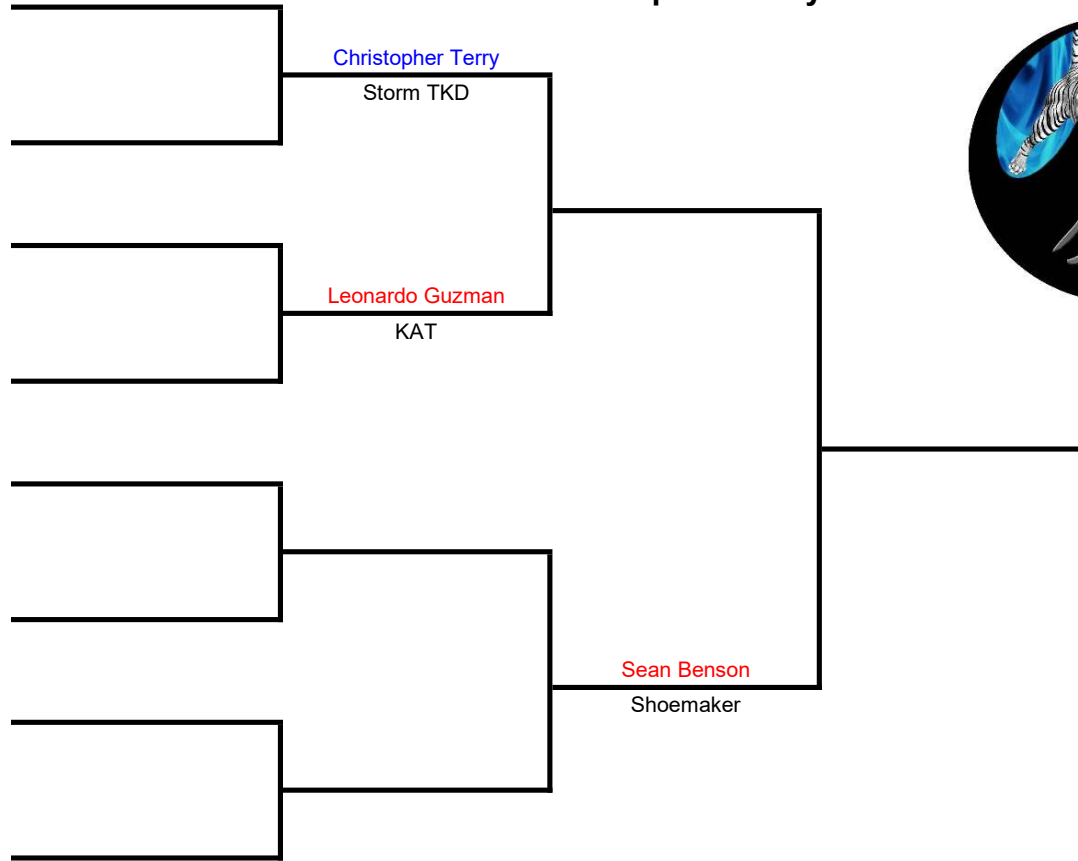 Christopher Terry
Storm TKD
Leonardo Guzman
KAT
Sean Benson
Shoemaker